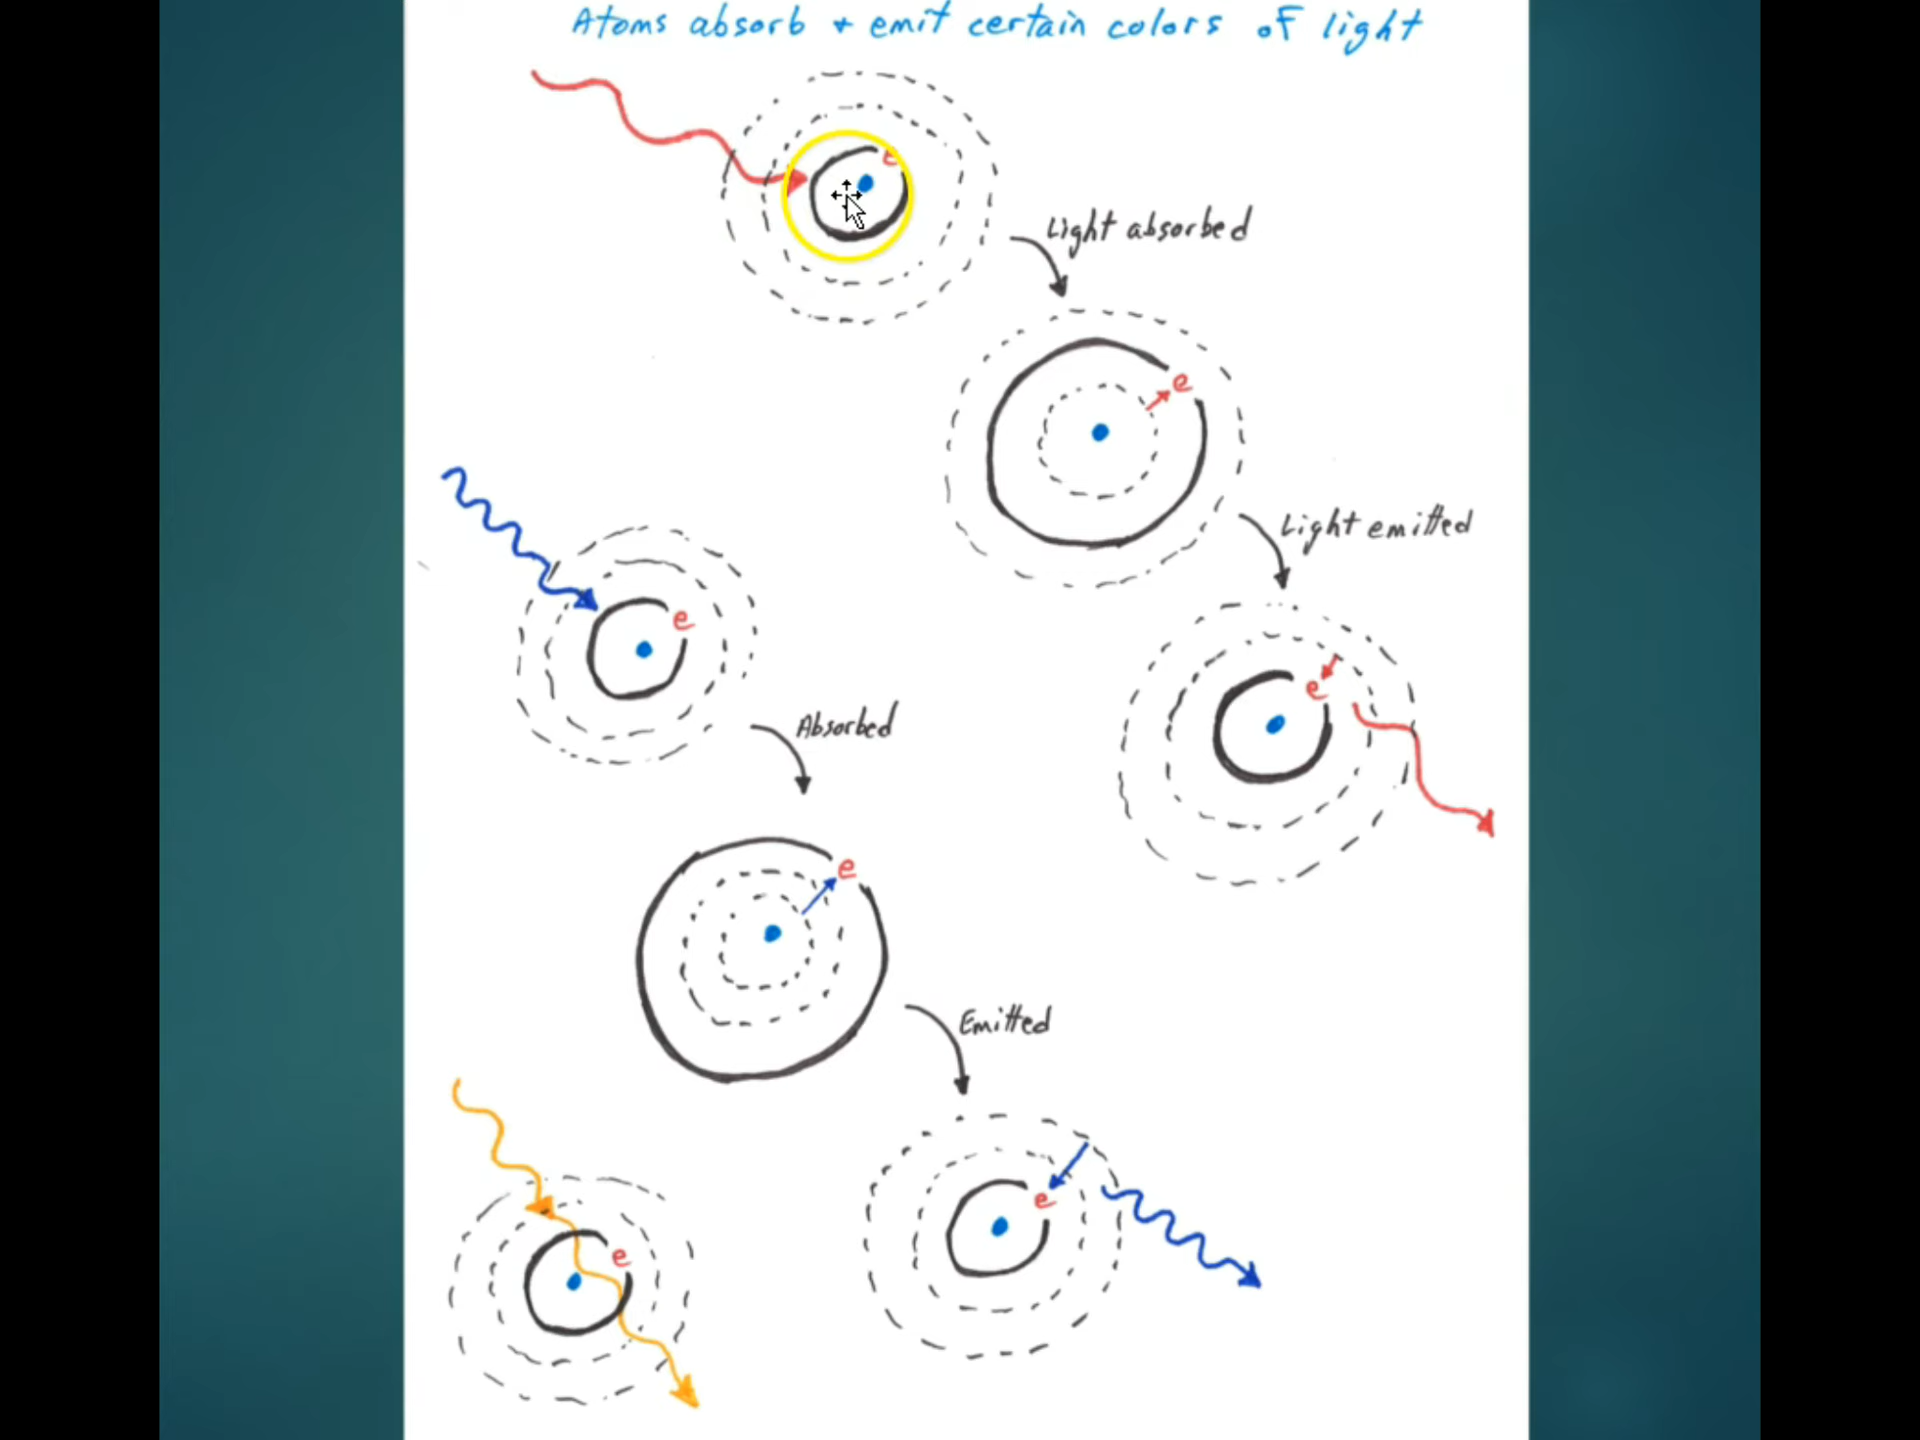 Atoms absorb + emit certain colors of light
e
Light absorbed
e
Light emitted
e
e
Absorbed
e
Emitted
e
e